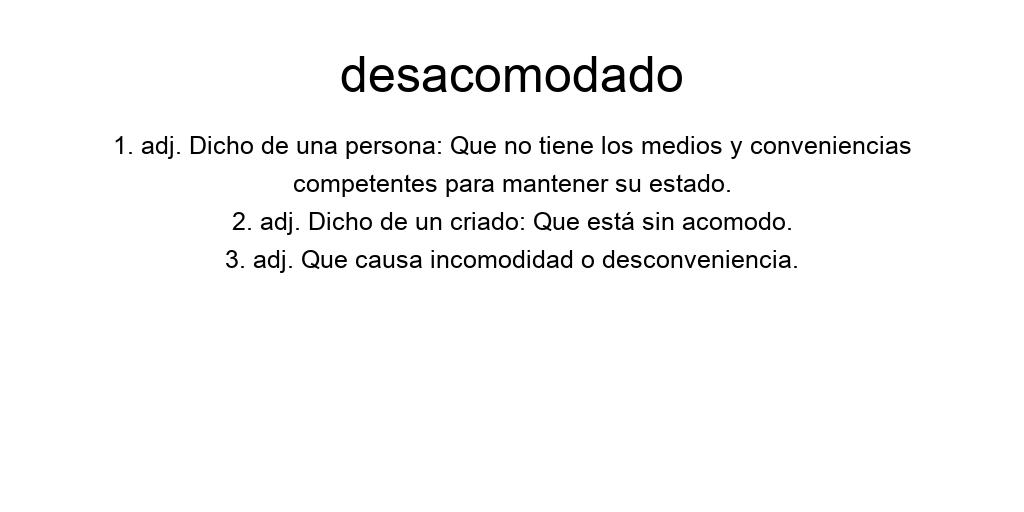 desacomodado
1. adj. Dicho de una persona: Que no tiene los medios y conveniencias
competentes para mantener su estado.
2. adj. Dicho de un criado: Que está sin acomodo.
3. adj. Que causa incomodidad o desconveniencia.